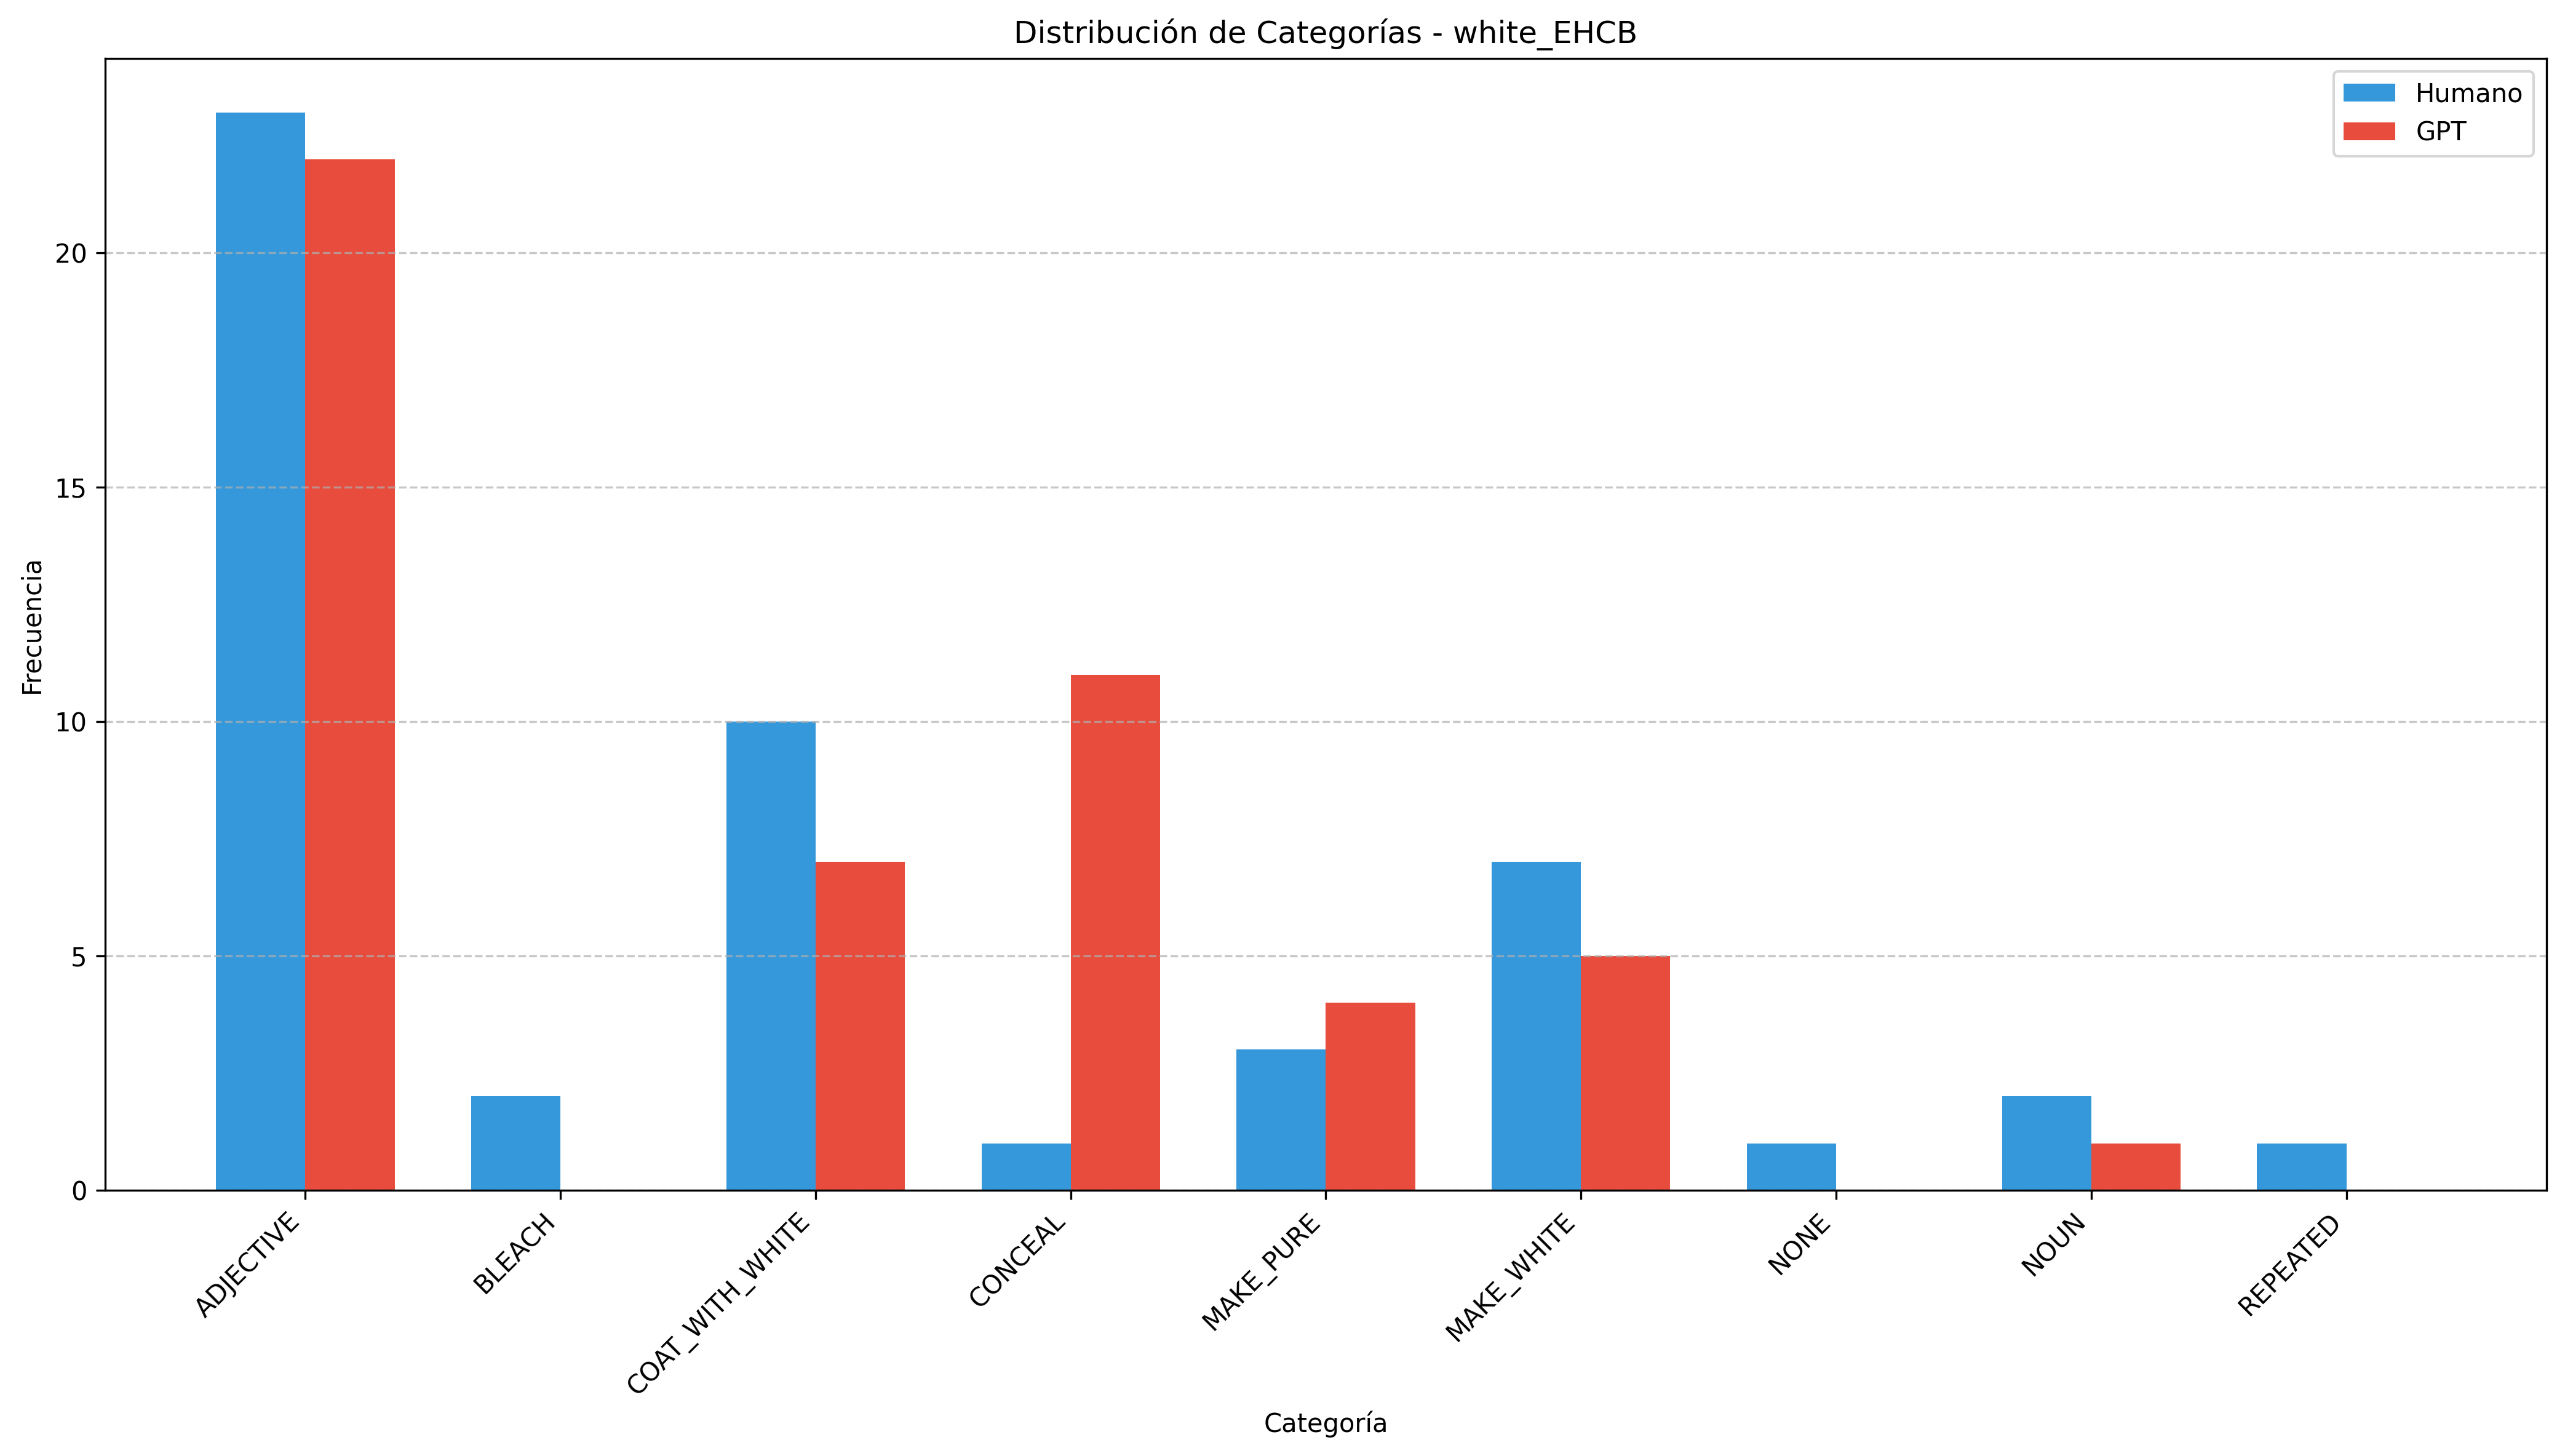 Distribución de Categorías - white_EHCB
Humano
GPT
Frecuencia
20
15
10
5
0
ADJECTIVE
BLEACH
COAT_WITH_WHITE
CONCEAL
MAKE_PURE
MAKE_WHITE
NONE
NOUN
REPEATED
Categoría